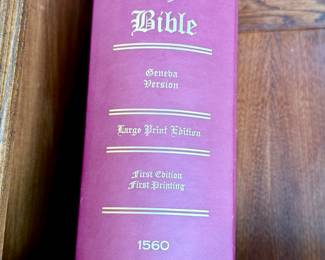 Bible
Geneva
Version
Large Print Edition
First Edition
First Printing
1560